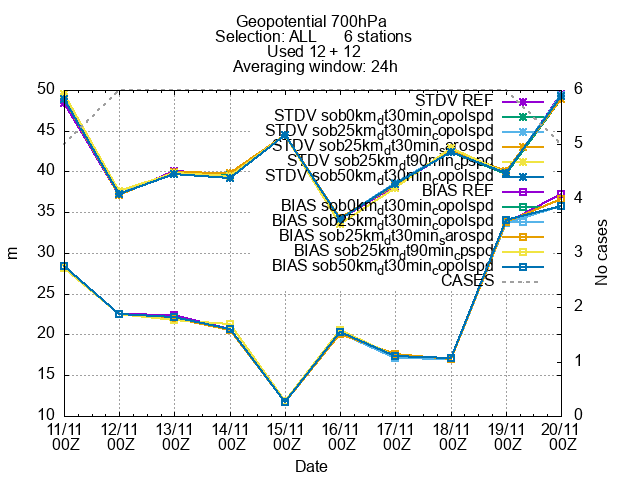 Geopotential 700hPa
Selection: ALL 6 stations
Used 12 + 12
Averaging window: 24h
STDV REF
STDV sob0km_dt30min_copolspd
STDV sob25km_dt30min_copolspd
STDV sob25km_dt30min_sarospd
STDV sob25km_dt90min_cpspd
STDV sob50km_dt30min_copolspd
BIAS REF
BIAS sob0km_dt30min_copolspd
BIAS sob25km_dt30min_copolspd
BIAS sob25km_dt30min_sarospd
BIAS sob25km_dt90min_cpspd
BIAS sob50km_dt30min_copolspd
CASES
50
45
40
35
30
25
20
15
10
m
6
5
4
3
2
1
0
No cases
11/11 12/11 13/11 14/11 15/11 16/11 17/11 18/11 19/11 20/11
00Z 00Z 00Z 00Z 00Z 00Z 00Z 00Z 00Z 00Z
Date